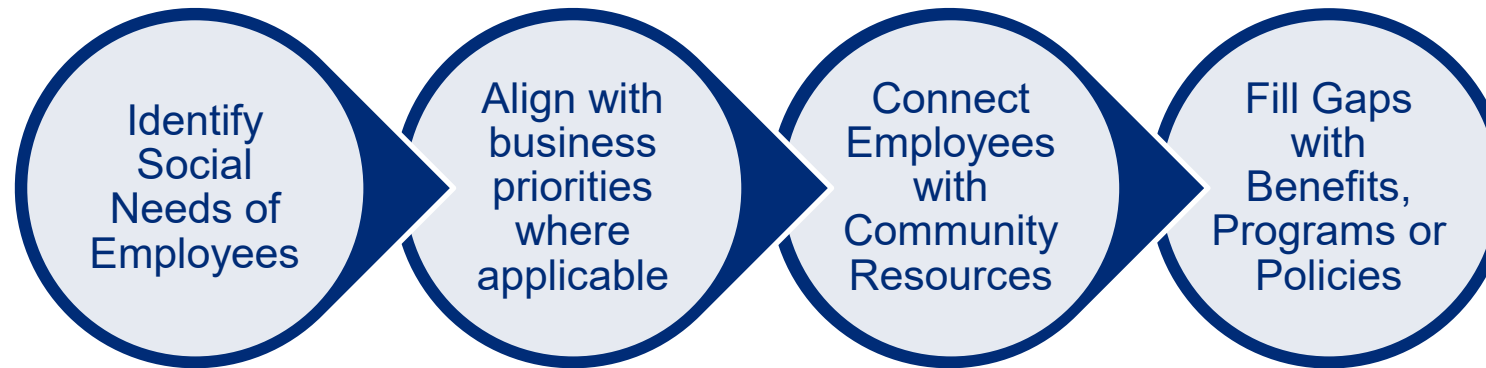 Identify
Social
Needs of
Employees
Align with
business
priorities
where
applicable
Connect
Employees
with
Community
Resources
Fill Gaps
with
Benefits,
Programs or
Policies